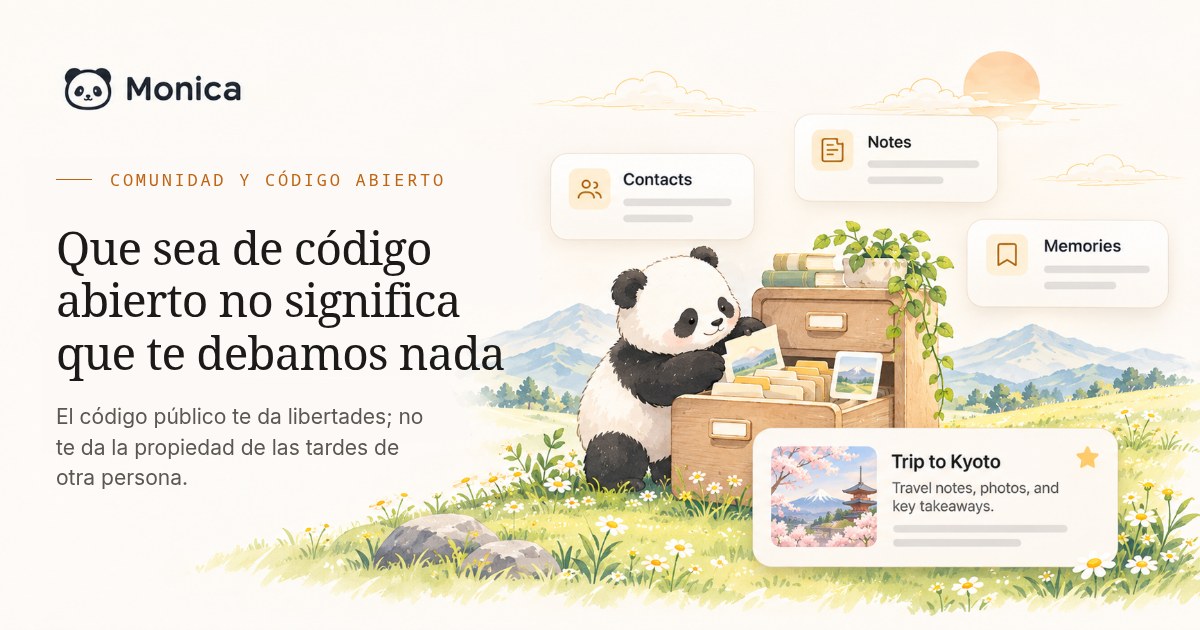 Monica
COMUNIDAD Y CÓDIGO ABIERTO
Que sea de código
abierto no significa
que te debamos nada
El código público te da libertades; no
te da la propiedad de las tardes de
otra persona.
Contacts
Notes
Memories
Trip to Kyoto
Travel notes, photos, and
key takeaways.